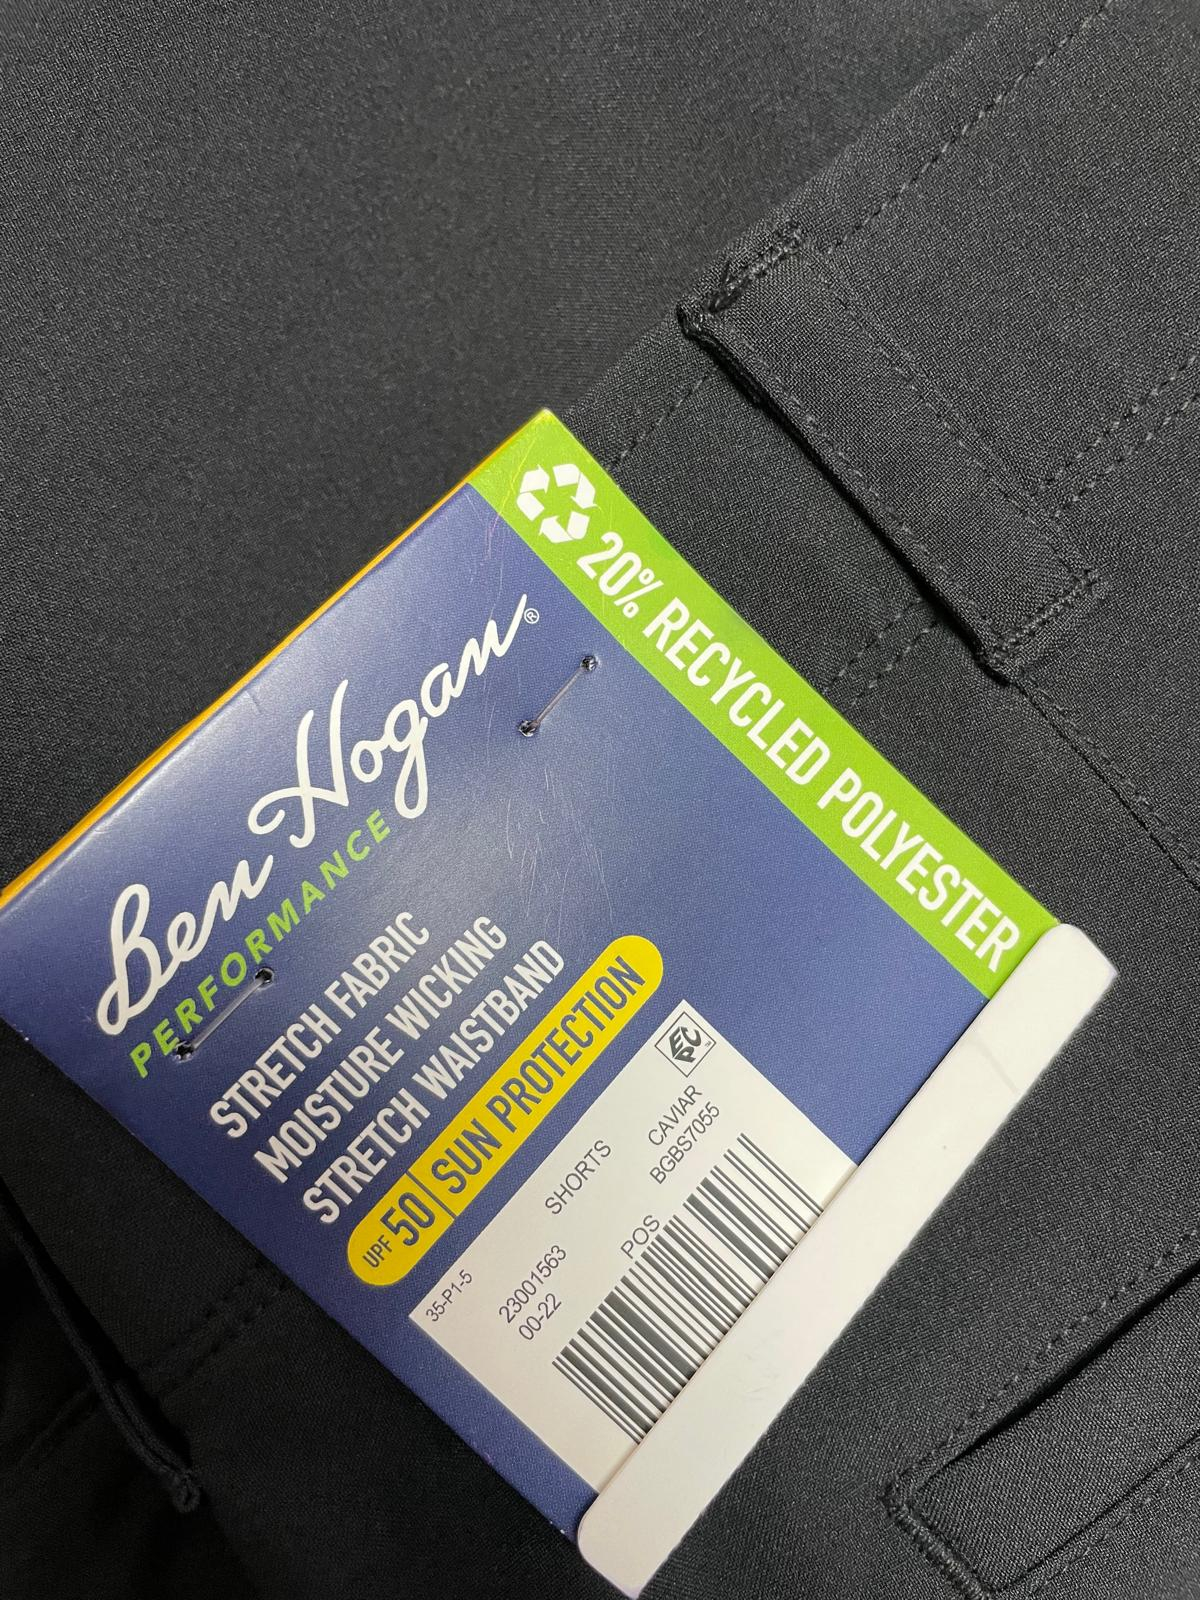 20% RECYCLED POLYESTER
Ben Hogan®
PERFORMANCE
STRETCH FABRIC
MOISTURE WICKING
STRETCH WAISTBAND
UPF 50 SUN PROTECTION
EPC™
35-P1-5 SHORTS CAVIAR
23001563 BGBS7055
00-22 POS